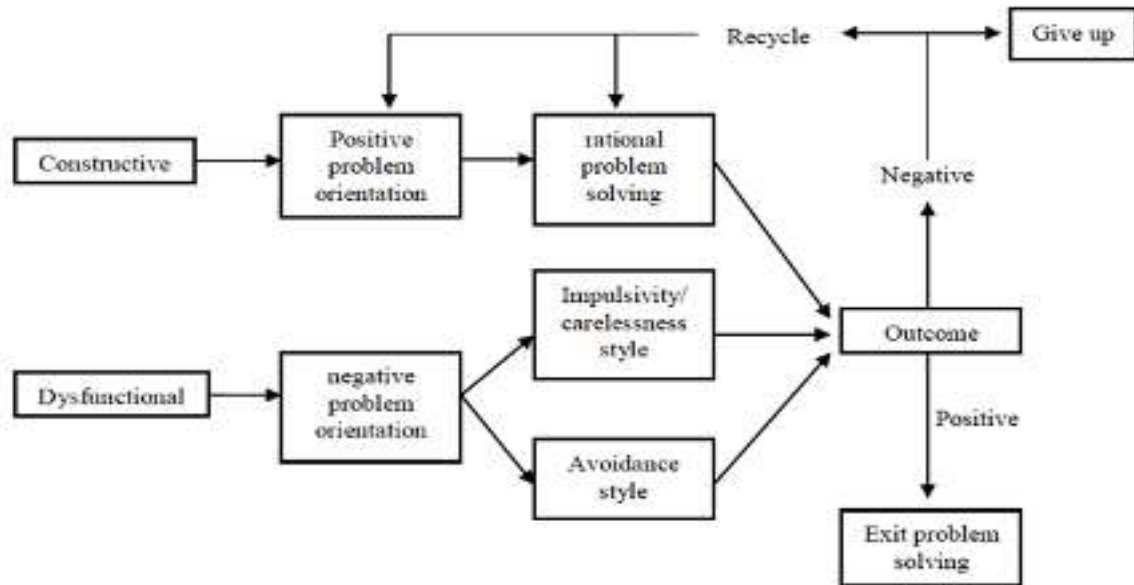 Recycle
Give up
Constructive
Positive
problem
orientation
rational
problem
solving
Negative
Impulsivity/
carelessness
style
Outcome
Dysfunctional
negative
problem
orientation
Positive
Avoidance
style
Exit problem
solving